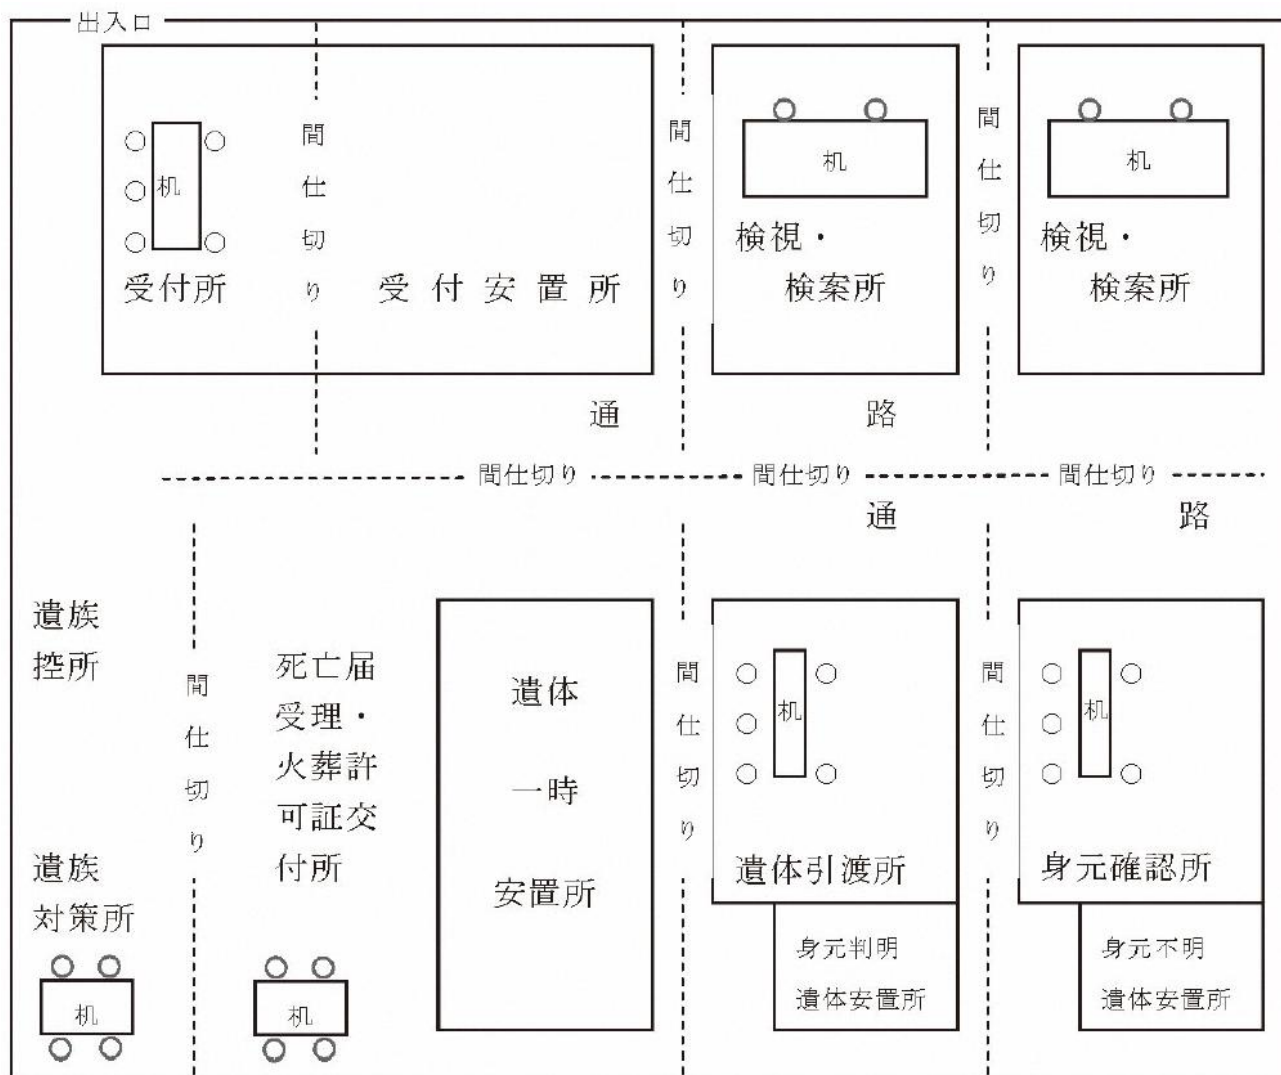 出入口
机
受付所
間仕切り
受付安置所
間仕切り
机
検視・
検案所
間仕切り
机
検視・
検案所
通路
間仕切り
間仕切り
間仕切り
通路
遺族
控所
遺族
対策所
机
間仕切り
死亡届
受理・
火葬許
可証交
付所
机
遺体
一時
安置所
間仕切り
机
遺体引渡所
身元判明
遺体安置所
間仕切り
机
身元確認所
身元不明
遺体安置所